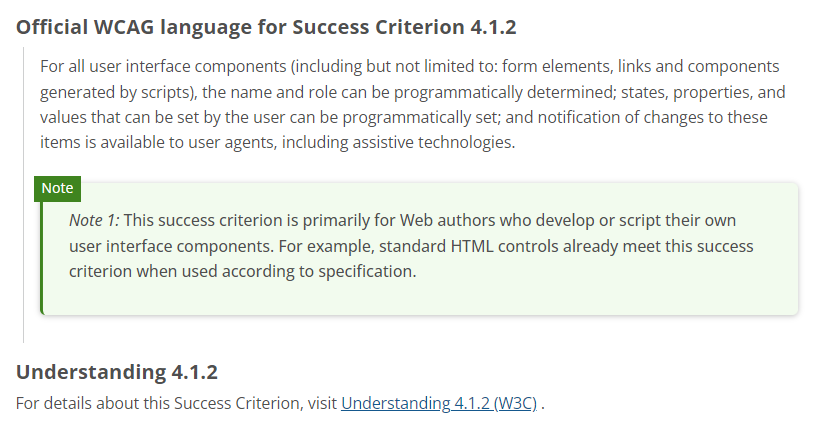 Official WCAG language for Success Criterion 4.1.2
For all user interface components (including but not limited to: form elements, links and components
generated by scripts), the name and role can be programmatically determined; states, properties, and
values that can be set by the user can be programmatically set; and notification of changes to these
items is available to user agents, including assistive technologies.
Note
Note 1: This success criterion is primarily for Web authors who develop or script their own
user interface components. For example, standard HTML controls already meet this success
criterion when used according to specification.
Understanding 4.1.2
For details about this Success Criterion, visit Understanding 4.1.2 (W3C) .